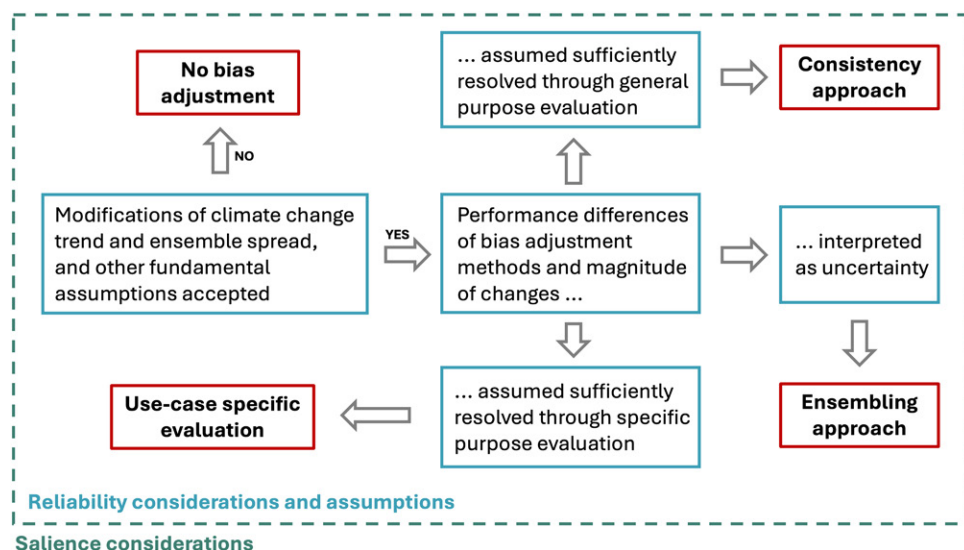 No bias
adjustment
... assumed sufficiently
resolved through general
purpose evaluation
Consistency
approach
NO
Modifications of climate change
trend and ensemble spread,
and other fundamental
assumptions accepted
YES
Performance differences
of bias adjustment
methods and magnitude
of changes ...
... interpreted
as uncertainty
Use-case specific
evaluation
... assumed sufficiently
resolved through specific
purpose evaluation
Ensembling
approach
Reliability considerations and assumptions
Salience considerations